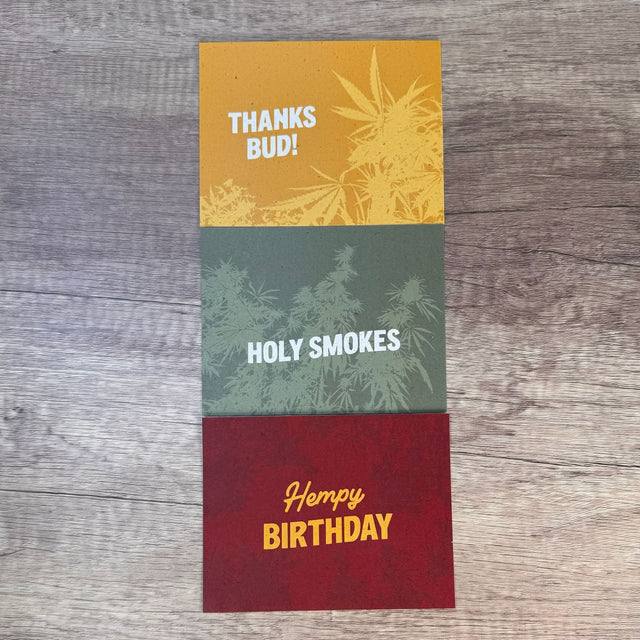 THANKS
BUD!
HOLY SMOKES
Hempy
BIRTHDAY